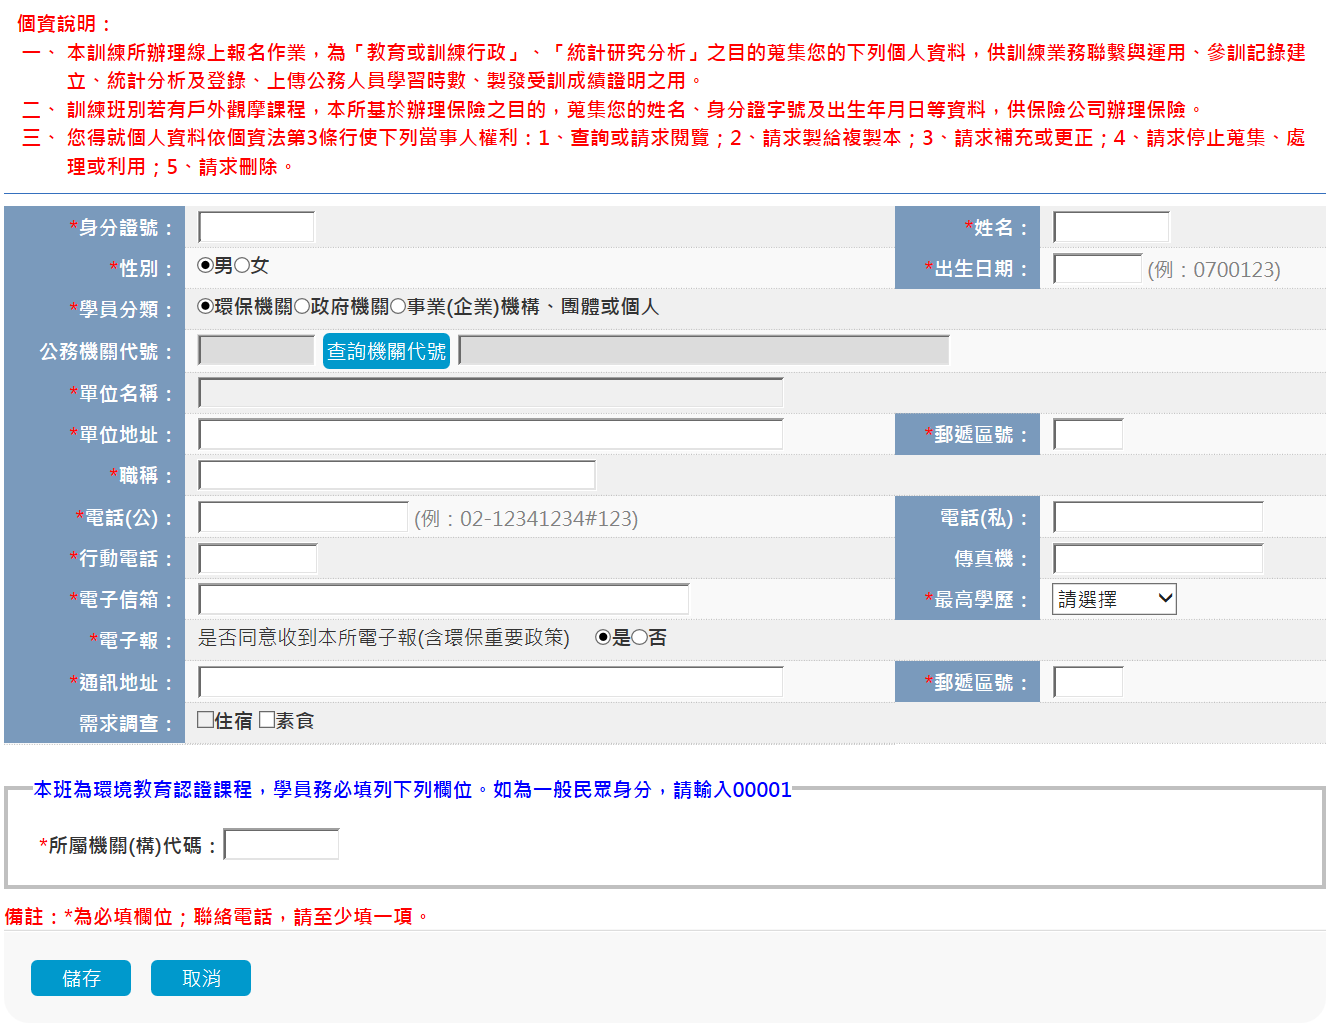 個資說明：
一、 本訓練所辦理線上報名作業，為「教育或訓練行政」、「統計研究分析」之目的蒐集您的下列個人資料，供訓練業務聯繫與運用、參訓記錄建
立、統計分析及登錄、上傳公務人員學習時數、製發受訓成績證明之用。
二、 訓練班別若有戶外觀摩課程，本所基於辦理保險之目的，蒐集您的姓名、身分證字號及出生年月日等資料，供保險公司辦理保險。
三、 您得就個人資料依個資法第3條行使下列當事人權利：1、查詢或請求閱覽；2、請求製給複製本；3、請求補充或更正；4、請求停止蒐集、處
理或利用；5、請求刪除。
*身分證號： *姓名：
*性別： 男 女 *出生日期： (例：0700123)
*學員分類： 環保機關 政府機關 事業(企業)機構、團體或個人
公務機關代號： 查詢機關代號
*單位名稱：
*單位地址： *郵遞區號：
*職稱：
*電話(公)： (例：02-12341234#123) 電話(私)：
*行動電話： 傳真機：
*電子信箱： *最高學歷： 請選擇
*電子報： 是否同意收到本所電子報(含環保重要政策) 是 否
*通訊地址： *郵遞區號：
需求調查： 住宿 素食
本班為環境教育認證課程，學員務必填列下列欄位。如為一般民眾身分，請輸入00001
*所屬機關(構)代碼：
備註：*為必填欄位；聯絡電話，請至少填一項。
儲存 取消